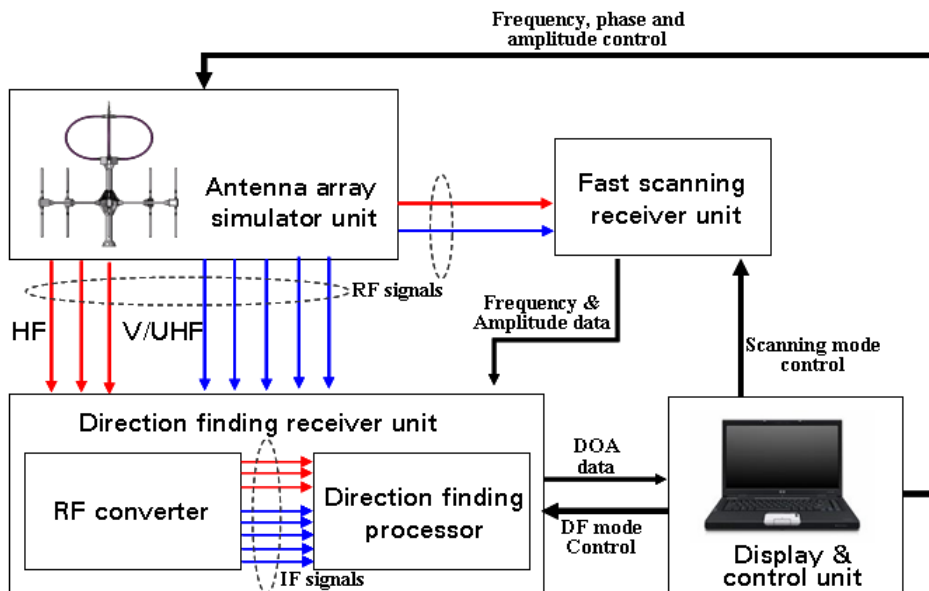 Frequency, phase and
amplitude control
Antenna array
simulator unit
Fast scanning
receiver unit
RF signals
HF
V/UHF
Frequency &
Amplitude data
Scanning mode
control
Direction finding receiver unit
RF converter
Direction finding
processor
IF signals
DOA
data
DF mode
Control
Display &
control unit